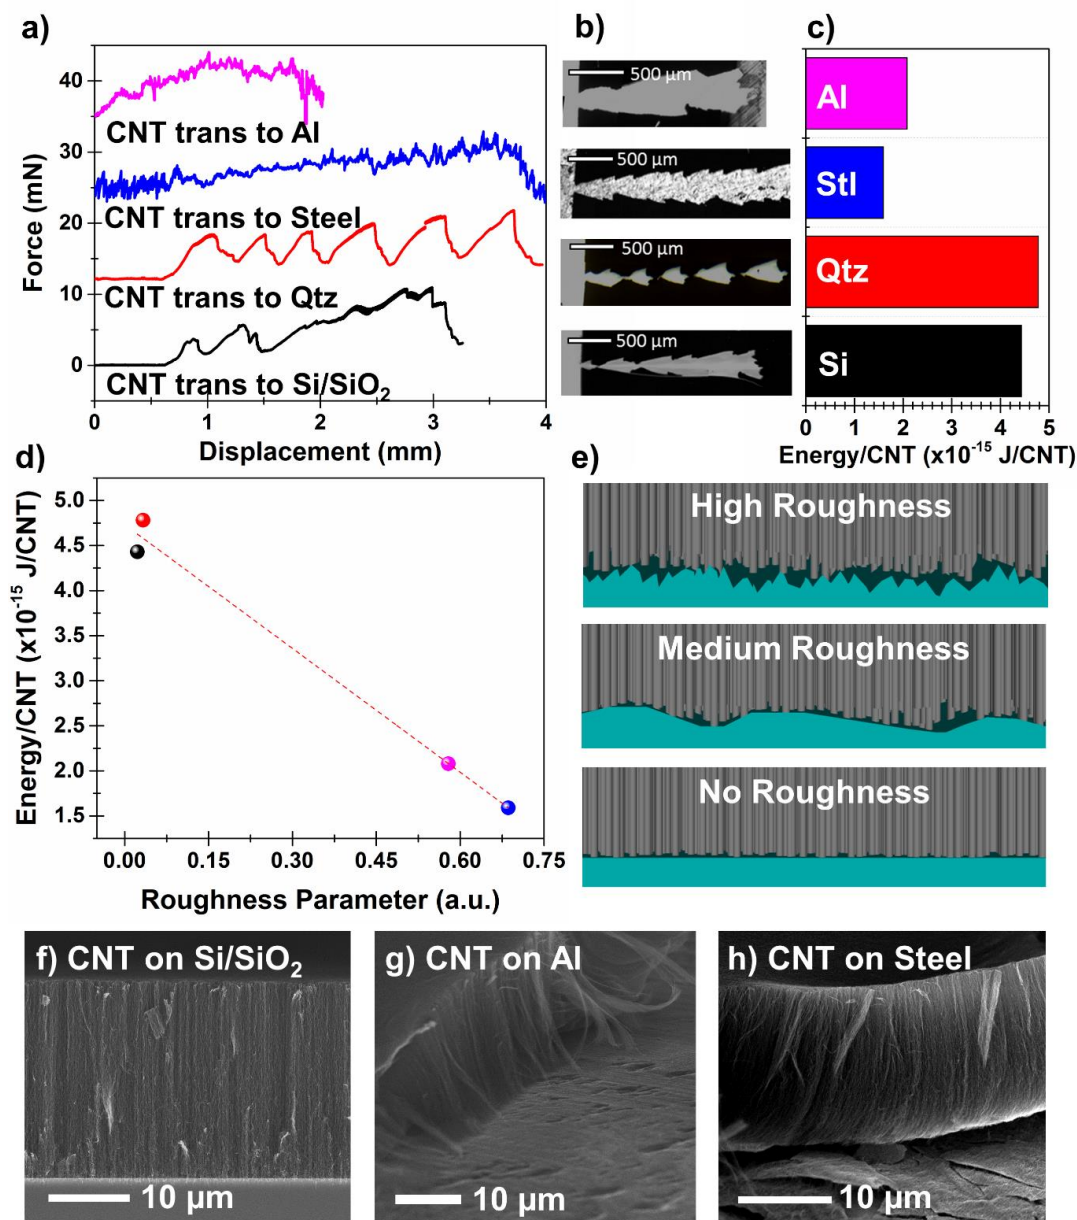 a)
b)
c)
40
30
20
10
0
Force (mN)
CNT trans to Al
CNT trans to Steel
CNT trans to Qtz
CNT trans to Si/SiO₂
0 1 2 3 4
Displacement (mm)
500 µm
500 µm
500 µm
500 µm
Al
Stl
Qtz
Si
0 1 2 3 4 5
Energy/CNT (x10⁻¹⁵ J/CNT)
d)
e)
5.0
4.5
4.0
3.5
3.0
2.5
2.0
1.5
Energy/CNT (x10⁻¹⁵ J/CNT)
0.00 0.15 0.30 0.45 0.60 0.75
Roughness Parameter (a.u.)
High Roughness
Medium Roughness
No Roughness
f) CNT on Si/SiO₂
10 µm
g) CNT on Al
10 µm
h) CNT on Steel
10 µm